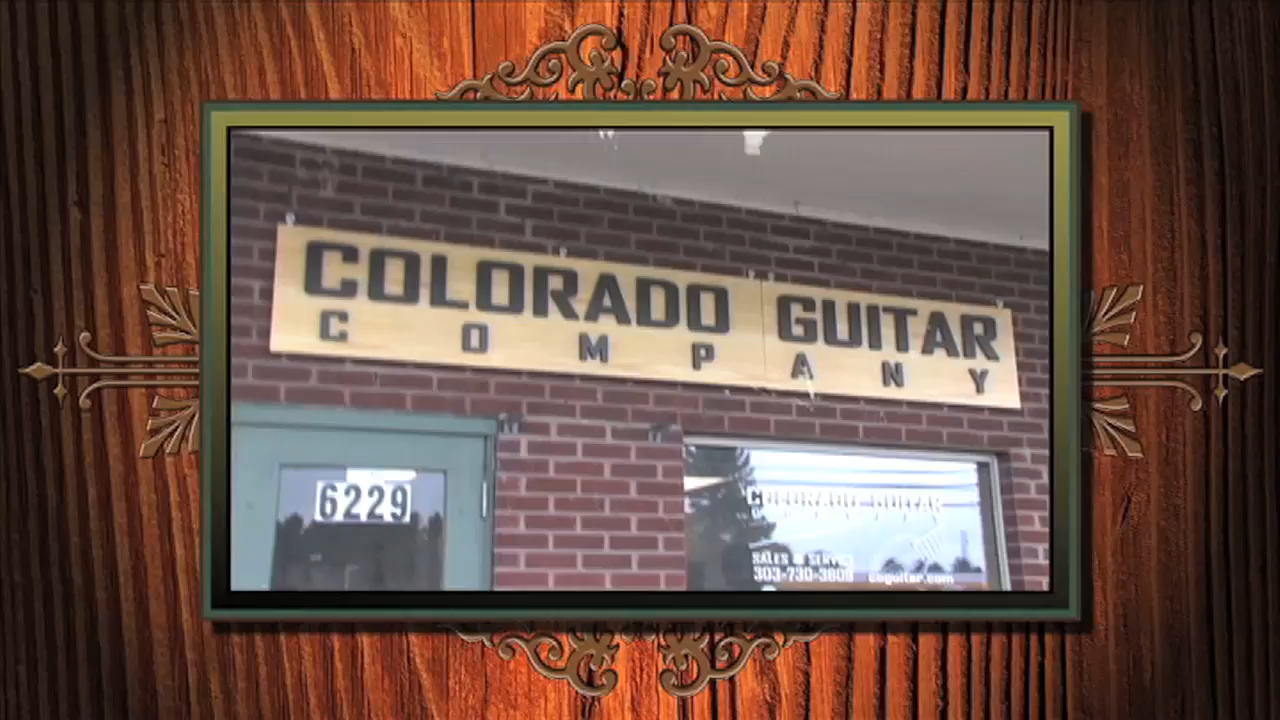 COLORADO GUITAR
COMPANY
6229
COLORADO GUITAR
SALES & SERVICE
303-730-3809 coguitar.com